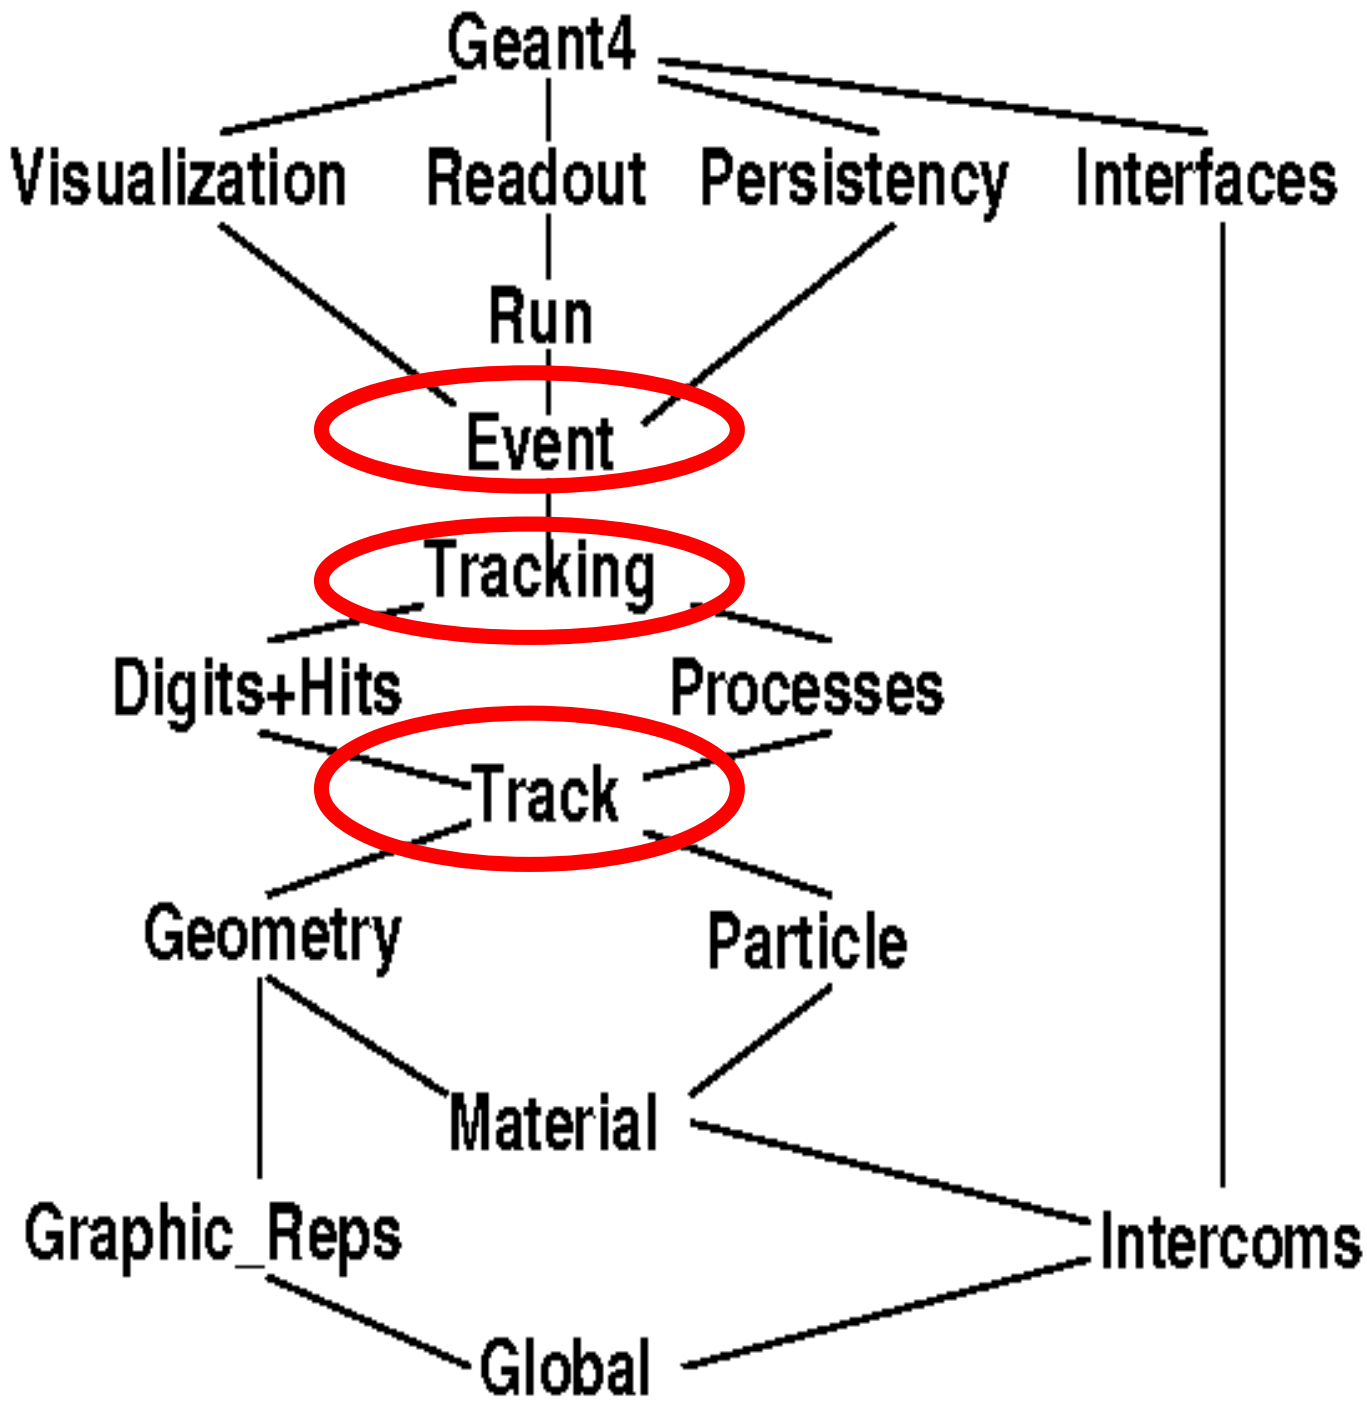 Geant4
Visualization Readout Persistency Interfaces
Run
Event
Tracking
Digits+Hits Processes
Track
Geometry Particle
Material
Graphic_Reps Intercoms
Global